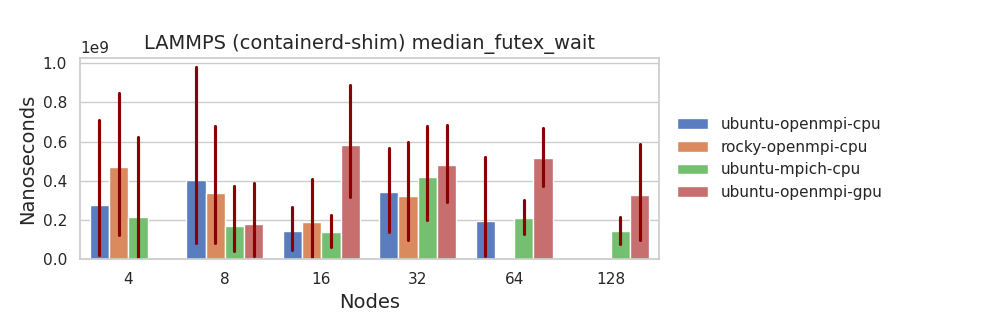 LAMMPS (containerd-shim) median_futex_wait
1e9
1.0
0.8
0.6
0.4
0.2
0.0
Nanoseconds
4 8 16 32 64 128
Nodes
ubuntu-openmpi-cpu
rocky-openmpi-cpu
ubuntu-mpich-cpu
ubuntu-openmpi-gpu